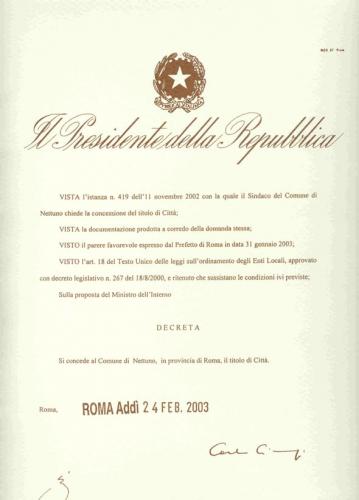 Il Presidente della Repubblica
VISTA l'istanza n. 419 dell'11 novembre 2002 con la quale il Sindaco del Comune di
Nettuno chiede la concessione del titolo di Città;
VISTA la documentazione prodotta a corredo della domanda stessa;
VISTO il parere favorevole espresso dal Prefetto di Roma in data 31 gennaio 2003;
VISTO l'art. 18 del Testo Unico delle leggi sull'ordinamento degli Enti Locali, approvato
con decreto legislativo n. 267 del 18/8/2000, e ritenuto che sussistano le condizioni ivi previste;
Sulla proposta del Ministro dell'Interno
DECRETA
Si concede al Comune di Nettuno, in provincia di Roma, il titolo di Città.
Roma, ROMA Addì 24 FEB. 2003